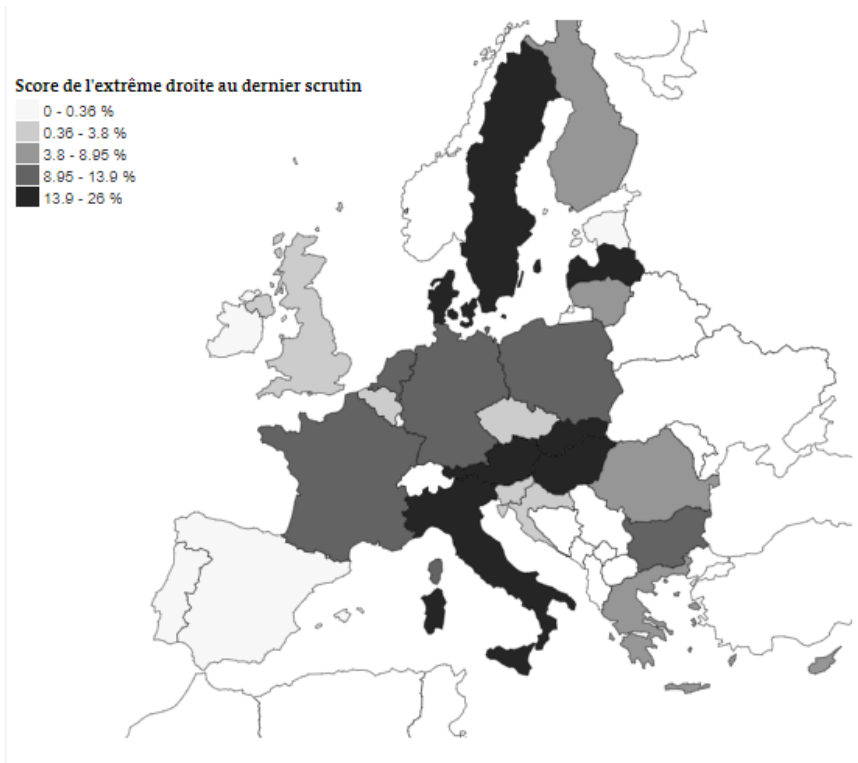 Score de l'extrême droite au dernier scrutin
0 - 0.36 %
0.36 - 3.8 %
3.8 - 8.95 %
8.95 - 13.9 %
13.9 - 26 %